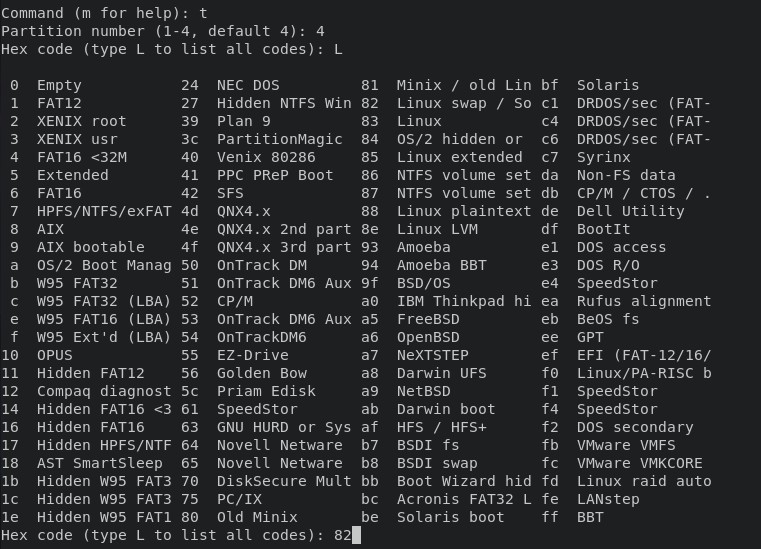 Command (m for help): t
Partition number (1-4, default 4): 4
Hex code (type L to list all codes): L

 0  Empty           24  NEC DOS         81  Minix / old Lin bf  Solaris
 1  FAT12           27  Hidden NTFS Win 82  Linux swap / So c1  DRDOS/sec (FAT-
 2  XENIX root      39  Plan 9          83  Linux           c4  DRDOS/sec (FAT-
 3  XENIX usr       3c  PartitionMagic  84  OS/2 hidden or  c6  DRDOS/sec (FAT-
 4  FAT16 <32M      40  Venix 80286     85  Linux extended  c7  Syrinx
 5  Extended        41  PPC PReP Boot   86  NTFS volume set da  Non-FS data
 6  FAT16           42  SFS             87  NTFS volume set db  CP/M / CTOS / .
 7  HPFS/NTFS/exFAT 4d  QNX4.x          88  Linux plaintext de  Dell Utility
 8  AIX             4e  QNX4.x 2nd part 8e  Linux LVM       df  BootIt
 9  AIX bootable    4f  QNX4.x 3rd part 93  Amoeba          e1  DOS access
 a  OS/2 Boot Manag 50  OnTrack DM      94  Amoeba BBT      e3  DOS R/O
 b  W95 FAT32       51  OnTrack DM6 Aux 9f  BSD/OS          e4  SpeedStor
 c  W95 FAT32 (LBA) 52  CP/M            a0  IBM Thinkpad hi ea  Rufus alignment
 e  W95 FAT16 (LBA) 53  OnTrack DM6 Aux a5  FreeBSD         eb  BeOS fs
 f  W95 Ext'd (LBA) 54  OnTrackDM6      a6  OpenBSD         ee  GPT
10  OPUS            55  EZ-Drive        a7  NeXTSTEP        ef  EFI (FAT-12/16/
11  Hidden FAT12    56  Golden Bow      a8  Darwin UFS      f0  Linux/PA-RISC b
12  Compaq diagnost 5c  Priam Edisk     a9  NetBSD          f1  SpeedStor
14  Hidden FAT16 <3 61  SpeedStor       ab  Darwin boot     f4  SpeedStor
16  Hidden FAT16    63  GNU HURD or Sys af  HFS / HFS+      f2  DOS secondary
17  Hidden HPFS/NTF 64  Novell Netware  b7  BSDI fs         fb  VMware VMFS
18  AST SmartSleep  65  Novell Netware  b8  BSDI swap       fc  VMware VMKCORE
1b  Hidden W95 FAT3 70  DiskSecure Mult bb  Boot Wizard hid fd  Linux raid auto
1c  Hidden W95 FAT3 75  PC/IX           bc  Acronis FAT32 L fe  LANstep
1e  Hidden W95 FAT1 80  Old Minix       be  Solaris boot    ff  BBT
Hex code (type L to list all codes): 82